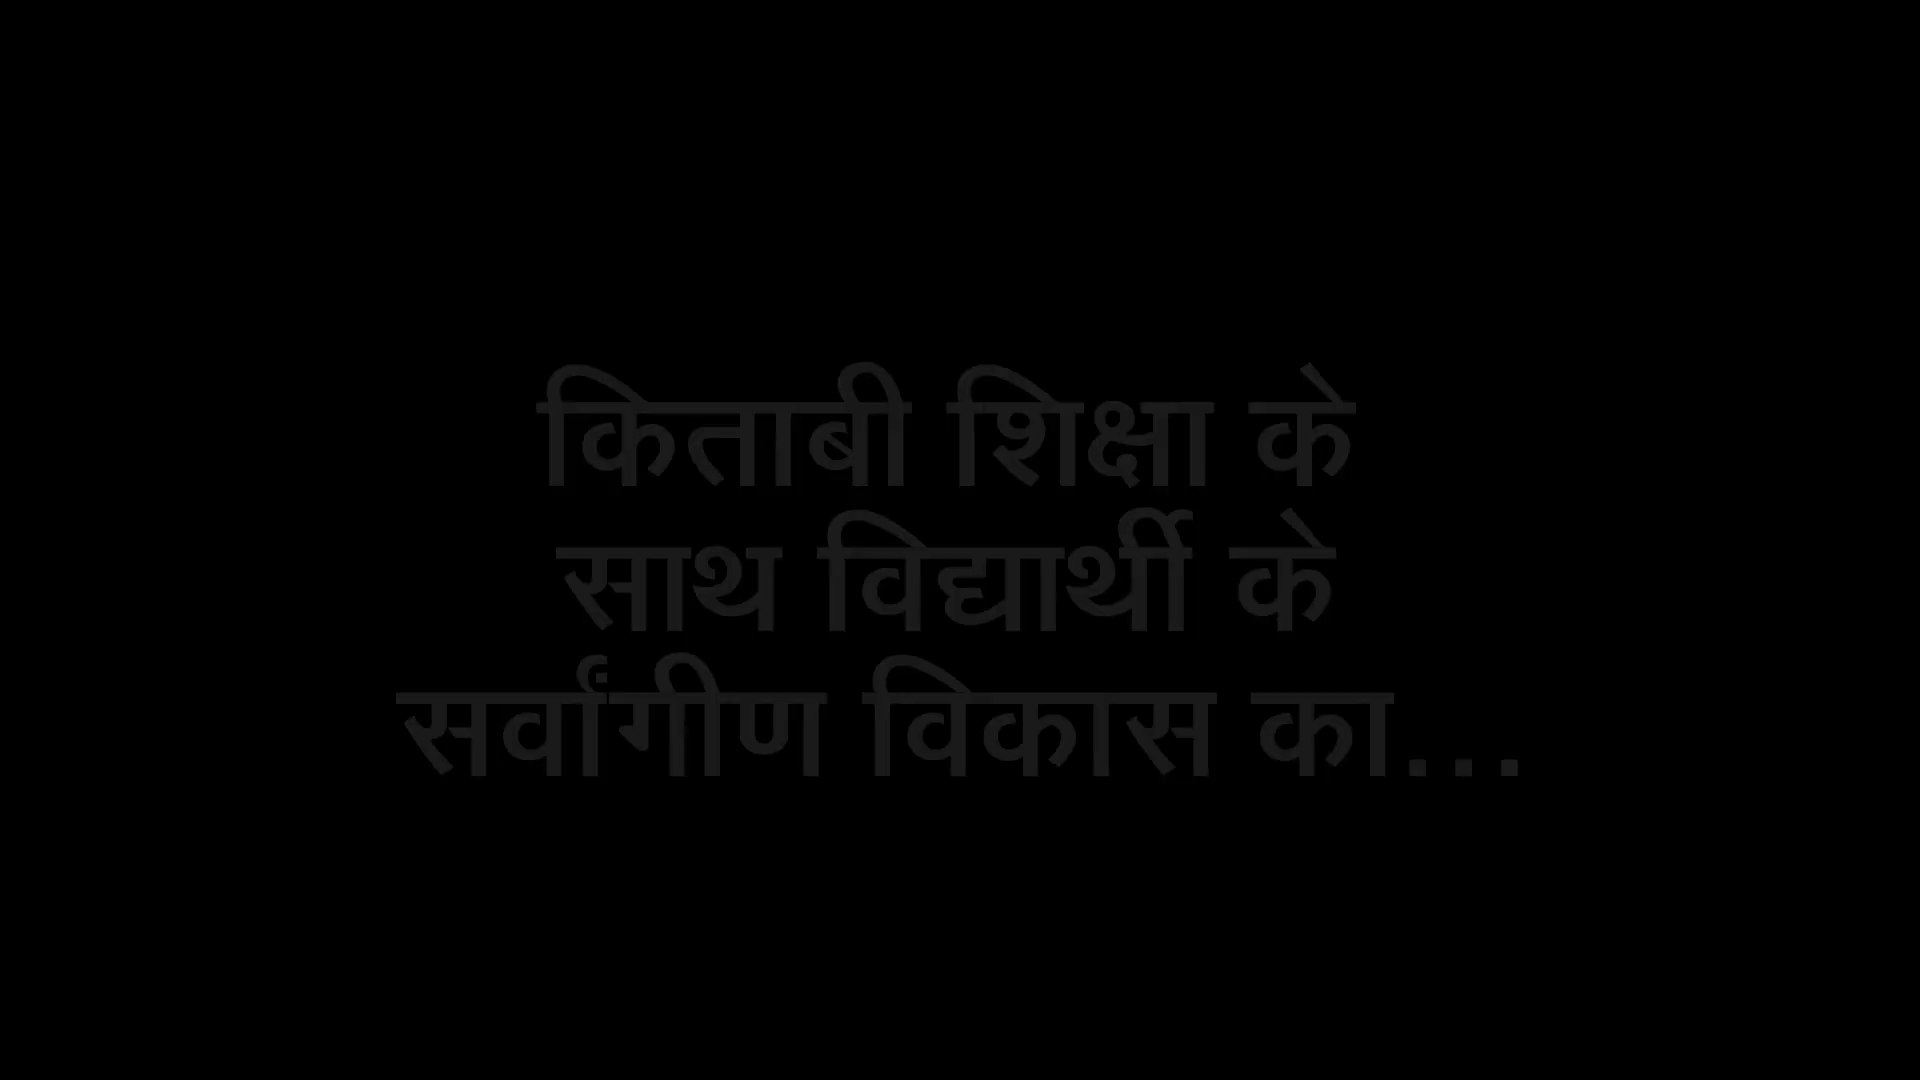 किताबी शिक्षा के
साथ विद्यार्थी के
सर्वांगीण विकास का...